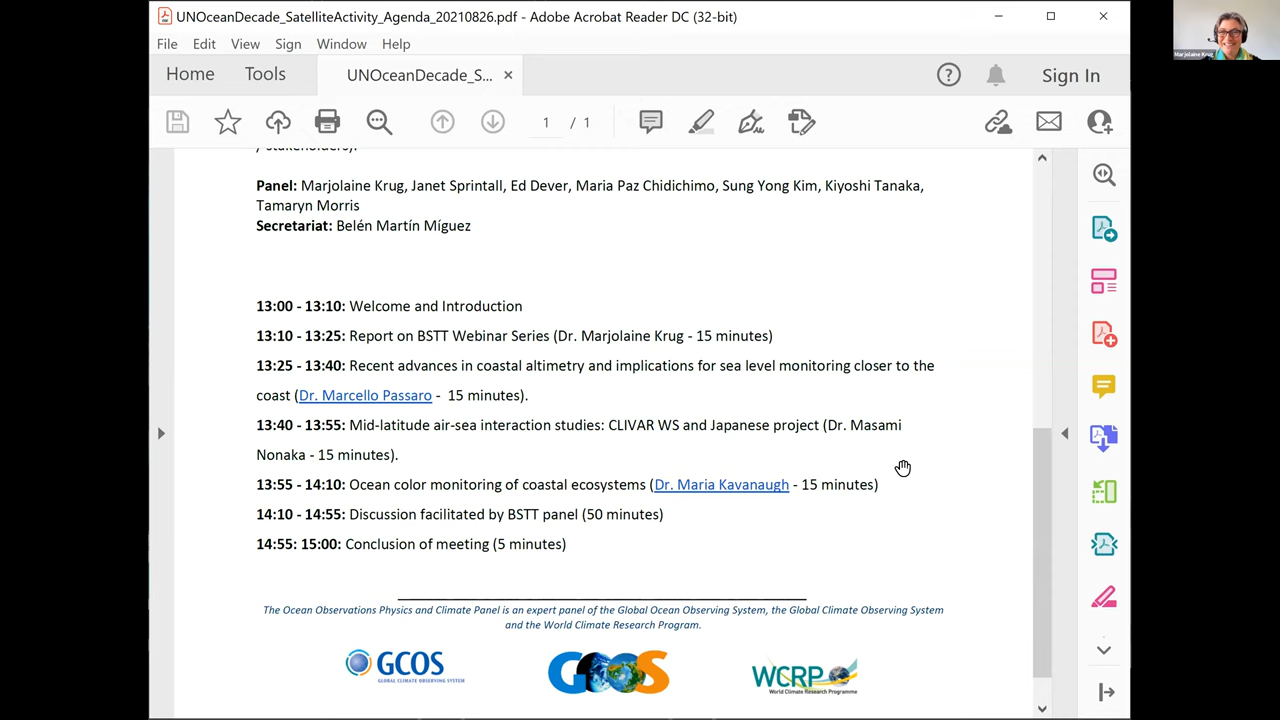 UNOceanDecade_SatelliteActivity_Agenda_20210826.pdf - Adobe Acrobat Reader DC (32-bit)
File Edit View Sign Window Help
Home Tools UNOceanDecade_S... Sign In
1 / 1
/ stakeholders).
Panel: Marjolaine Krug, Janet Sprintall, Ed Dever, Maria Paz Chidichimo, Sung Yong Kim, Kiyoshi Tanaka,
Tamaryn Morris
Secretariat: Belén Martín Míguez
13:00 - 13:10: Welcome and Introduction
13:10 - 13:25: Report on BSTT Webinar Series (Dr. Marjolaine Krug - 15 minutes)
13:25 - 13:40: Recent advances in coastal altimetry and implications for sea level monitoring closer to the
coast (Dr. Marcello Passaro - 15 minutes).
13:40 - 13:55: Mid-latitude air-sea interaction studies: CLIVAR WS and Japanese project (Dr. Masami
Nonaka - 15 minutes).
13:55 - 14:10: Ocean color monitoring of coastal ecosystems (Dr. Maria Kavanaugh - 15 minutes)
14:10 - 14:55: Discussion facilitated by BSTT panel (50 minutes)
14:55: 15:00: Conclusion of meeting (5 minutes)
The Ocean Observations Physics and Climate Panel is an expert panel of the Global Ocean Observing System, the Global Climate Observing System
and the World Climate Research Program.
GCOS
GLOBAL CLIMATE OBSERVING SYSTEM
GOOS
WCRP
World Climate Research Programme
Marjolaine Krug